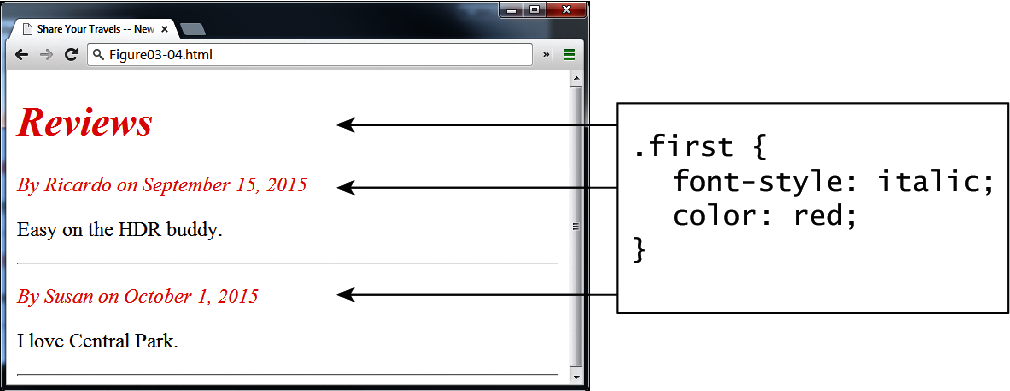 Share Your Travels -- New
Figure03-04.html
Reviews
By Ricardo on September 15, 2015
Easy on the HDR buddy.
By Susan on October 1, 2015
I love Central Park.
.first {
font-style: italic;
color: red;
}